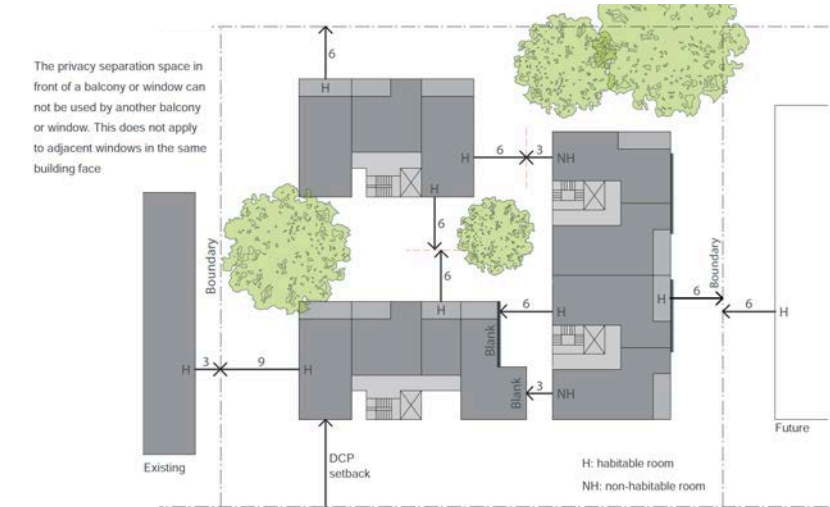 6
The privacy separation space in
front of a balcony or window can
not be used by another balcony
or window. This does not apply
to adjacent windows in the same
building face
H
H
6
3
NH
H
6
Boundary
6
Boundary
H
6
H
H
6
6
H
Blank
H
3
9
H
Blank
3
NH
Existing
DCP
setback
Future
H: habitable room
NH: non-habitable room